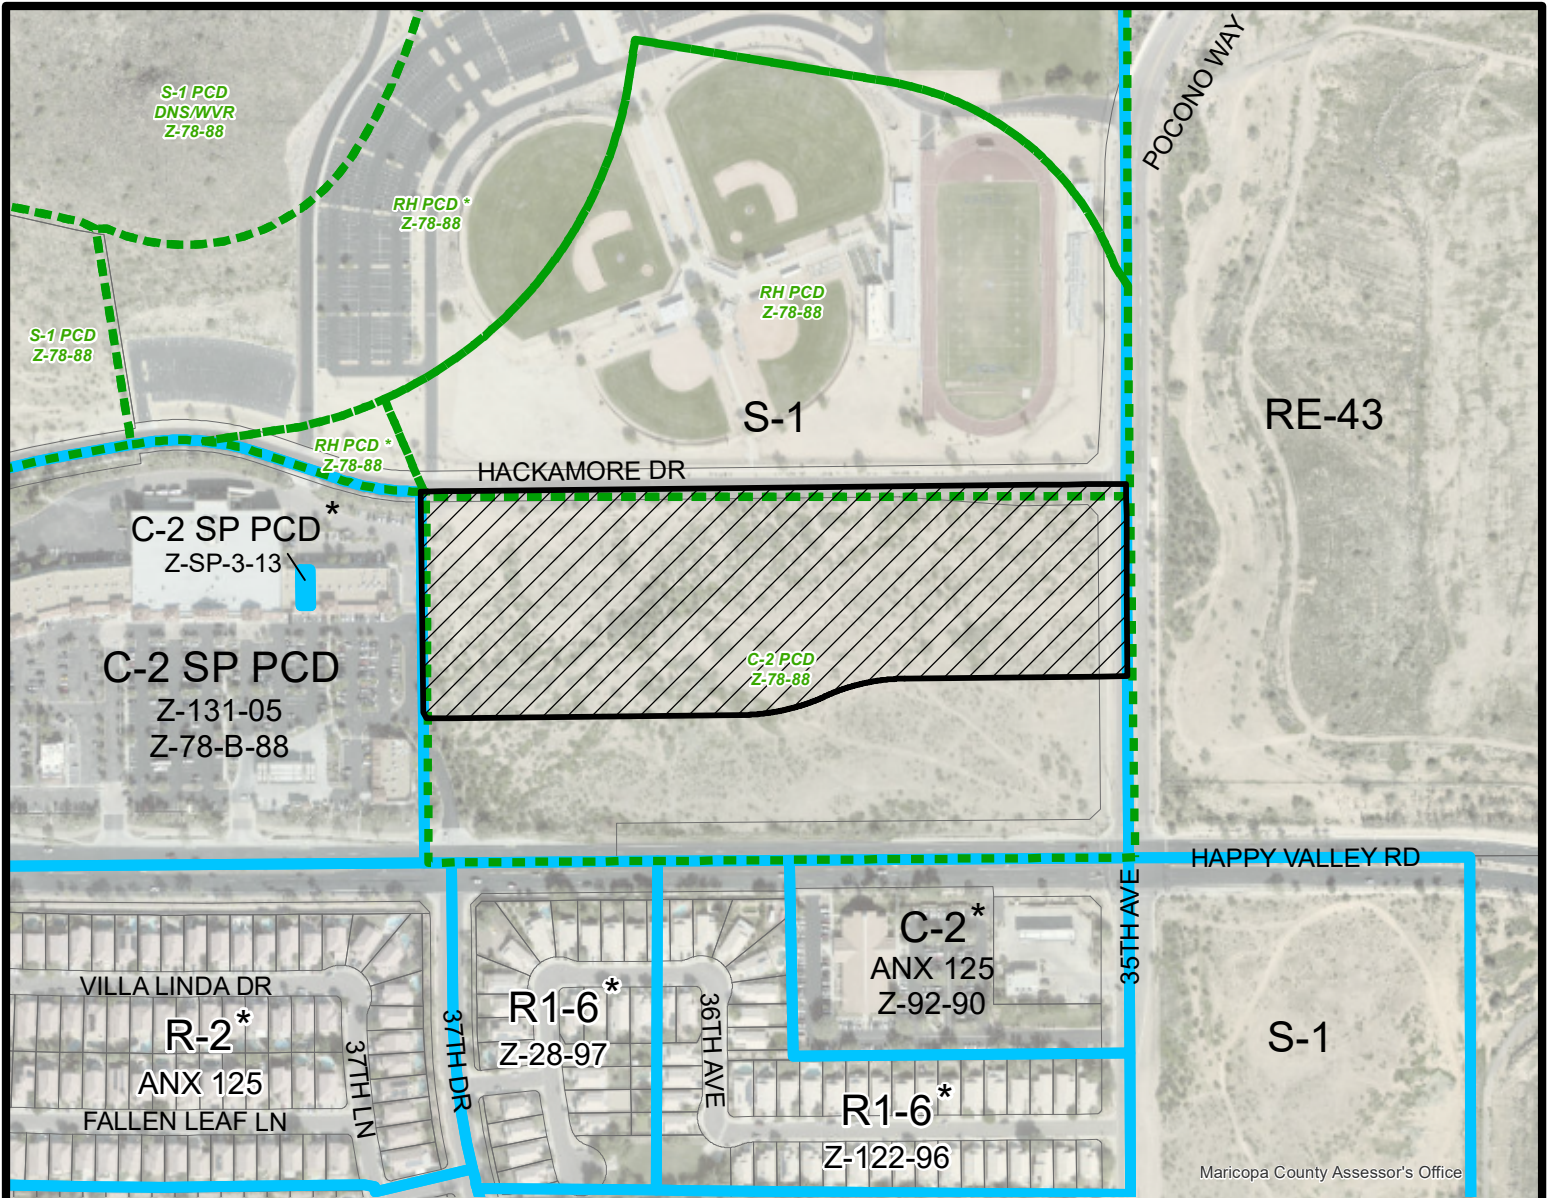 POCONO WAY
S-1 PCD
DNS/WVR
Z-78-88
RH PCD *
Z-78-88
RH PCD
Z-78-88
S-1 PCD
Z-78-88
S-1
RE-43
RH PCD *
Z-78-88
HACKAMORE DR
C-2 SP PCD *
Z-SP-3-13
C-2 SP PCD
Z-131-05
Z-78-B-88
C-2 PCD
Z-78-88
HAPPY VALLEY RD
35TH AVE
C-2 *
ANX 125
Z-92-90
VILLA LINDA DR
R-2 *
ANX 125
FALLEN LEAF LN
37TH LN
37TH DR
R1-6 *
Z-28-97
36TH AVE
S-1
R1-6 *
Z-122-96
Maricopa County Assessor's Office